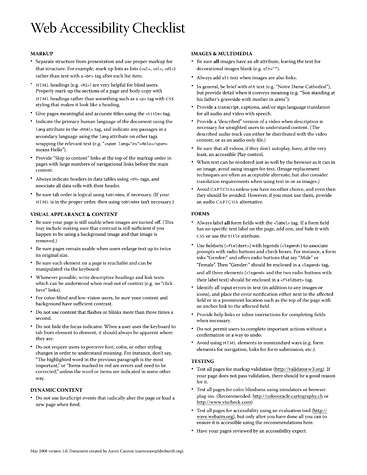 Web Accessibility Checklist
MARKUP
Separate structure from presentation and use proper markup for
that structure. For example, mark up lists as lists (<ul>, <ol>, <dl>)
rather than text with a <br> tag after each list item.
HTML headings (e.g. <h1>) are very helpful for blind users.
Properly mark up the sections of a page and body copy with
HTML headings rather than something such as a <p> tag with CSS
styling that makes it look like a heading.
Give pages meaningful and accurate titles using the <title> tag.
Indicate the primary human language of the document using the
lang attribute in the <html> tag, and indicate any passages in a
secondary language using the lang attribute on other tags
wrapping the relevant text (e.g.
means Hello").
Provide "Skip to content" links at the top of the markup order in
pages with large numbers of navigational links before the main
content.
Always indicate headers in data tables using <th> tags, and
associate all data cells with their header.
Be sure tab order is logical using tabindex, if necessary. (If your
HTML is in the proper order, then using tabindex isn't necessary.)
VISUAL APPEARANCE & CONTENT
Be sure your page is still usable when images are turned off. (This
may include making sure that contrast is still sufficient if you
happen to be using a background image and that image is
removed.)
Be sure pages remain usable when users enlarge text up to twice
its original size.
Be sure each element on a page is reachable and can be
manipulated via the keyboard.
Whenever possible, write descriptive headings and link texts
which can be understood when read out of context (e.g. no "click
here" links).
For color-blind and low-vision users, be sure your content and
background have sufficient contrast.
Do not use content that flashes or blinks more than three times a
second.
Do not hide the focus indicator. When a user uses the keyboard to
tab from element to element, it should always be apparent where
they are.
Do not require users to perceive font, color, or other styling
changes in order to understand meaning. For instance, don't say,
"The highlighted word in the previous paragraph is the most
important," or "Items marked in red are errors and need to be
corrected," unless the word or items are indicated in some other
way.
DYNAMIC CONTENT
Do not use JavaScript events that radically alter the page or load a
new page when fired.
IMAGES & MULTIMEDIA
Be sure all images have an alt attribute, leaving the text for
decorational images blank (e.g. alt="").
Always add alt text when images are also links.
In general, be brief with alt text (e.g. "Notre Dame Cathedral"),
but provide detail when it conveys meaning (e.g. "Son standing at
his father's graveside with mother in arms").
Provide a transcript, captions, and/or sign language translation
for all audio and video with speech.
Provide a "described" version of a video when description is
necessary for unsighted users to understand content. (The
described audio track can either be distributed with the video
content, or as an audio only file.)
Be sure that all videos, if they don't autoplay, have, at the very
least, an accessible Play control.
When text can be rendered just as well by the browser as it can in
an image, avoid using images for text. (Image replacement
techniques are often an acceptable alternate, but also consider
translation requirements when using text in or as images.)
Avoid CAPTCHAs unless you have no other choice, and even then
they should be avoided. However, if you must use them, provide
an audio CAPTCHA alternative.
FORMS
Always label all form fields with the <label> tag. If a form field
has no specific text label on the page, add one, and hide it with
CSS or use the title attribute.
Use fieldsets (<fieldset>) with legends (<legend>) to associate
prompts with radio buttons and check boxes. For instance, a form
asks "Gender" and offers radio buttons that say "Male" or
"Female". Then "Gender" should be enclosed in a <legend> tag,
and all three elements (<legend> and the two radio buttons with
their label text) should be enclosed in a <fieldset> tag.
Identify all input errors in text (in addition to any images or
icons), and place the error notification either next to the affected
field or in a prominent location such as the top of the page with
an anchor link to the affected field.
Provide help links or inline instructions for completing fields
when necessary.
Do not permit users to complete important actions without a
confirmation or a way to undo.
Avoid using HTML elements in nonstandard ways (e.g. form
elements for navigation, links for form submission, etc.).
TESTING
Test all pages for markup validation (http://validator.w3.org). If
your page does not pass validation, there should be a good reason
for it.
Test all pages for color blindness using simulators or browser
plug-ins. (Recommended: http://colororacle.cartography.ch or
http://www.vischeck.com)
Test all pages for accessibility using an evaluation tool (http://
wave.webaim.org), but only after you have done all you can to
ensure it is accessible using the recommendations here.
Have your pages reviewed by an accessibility expert.
May 2008 version 1.0. Document created by Aaron Cannon (cannona@ldschurch.org).